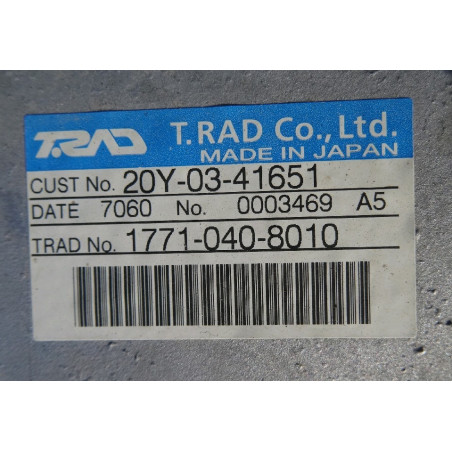 T.RAD T.RAD Co., Ltd.
MADE IN JAPAN
CUST No. 20Y-03-41651
DATE 7060 No. 0003469 A5
TRAD No. 1771-040-8010